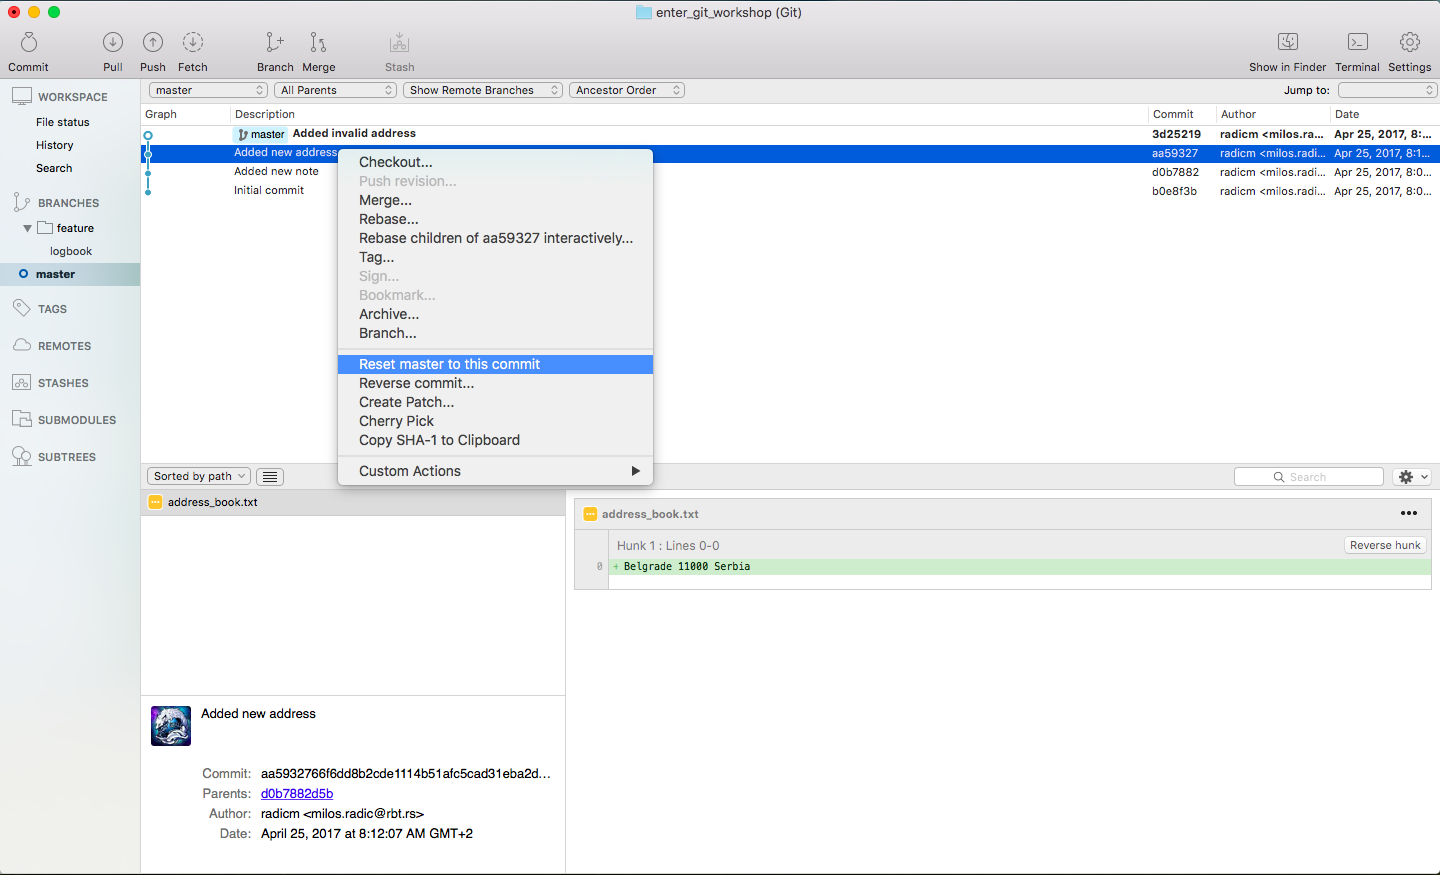 enter_git_workshop (Git)
Commit Pull Push Fetch Branch Merge Stash Show in Finder Terminal Settings
master All Parents Show Remote Branches Ancestor Order Jump to:
Graph Description Commit Author Date
master Added invalid address 3d25219 radicm <milos.ra... Apr 25, 2017, 8:...
Added new address aa59327 radicm <milos.radi... Apr 25, 2017, 8:1...
Added new note d0b7882 radicm <milos.radi... Apr 25, 2017, 8:0...
Initial commit b0e8f3b radicm <milos.radi... Apr 25, 2017, 8:0...
WORKSPACE
File status
History
Search
BRANCHES
feature
logbook
master
TAGS
REMOTES
STASHES
SUBMODULES
SUBTREES
Checkout...
Push revision...
Merge...
Rebase...
Rebase children of aa59327 interactively...
Tag...
Sign...
Bookmark...
Archive...
Branch...
Reset master to this commit
Reverse commit...
Create Patch...
Cherry Pick
Copy SHA-1 to Clipboard
Custom Actions
Sorted by path Search
address_book.txt
address_book.txt
Hunk 1 : Lines 0-0 Reverse hunk
0 + Belgrade 11000 Serbia
Added new address
Commit: aa5932766f6dd8b2cde1114b51afc5cad31eba2d...
Parents: d0b7882d5b
Author: radicm <milos.radic@rbt.rs>
Date: April 25, 2017 at 8:12:07 AM GMT+2